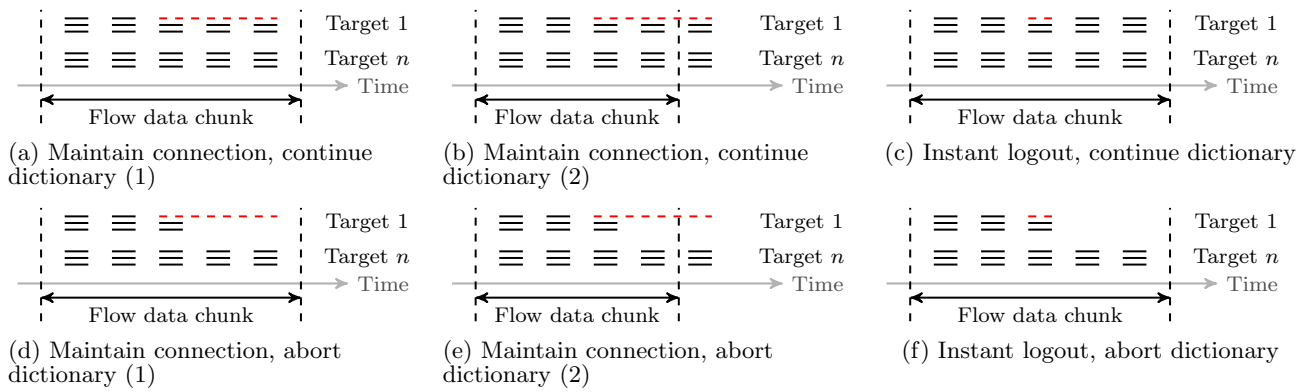 Target 1
Target n
Time
Flow data chunk
(a) Maintain connection, continue
dictionary (1)
Target 1
Target n
Time
Flow data chunk
(b) Maintain connection, continue
dictionary (2)
Target 1
Target n
Time
Flow data chunk
(c) Instant logout, continue dictionary
Target 1
Target n
Time
Flow data chunk
(d) Maintain connection, abort
dictionary (1)
Target 1
Target n
Time
Flow data chunk
(e) Maintain connection, abort
dictionary (2)
Target 1
Target n
Time
Flow data chunk
(f) Instant logout, abort dictionary